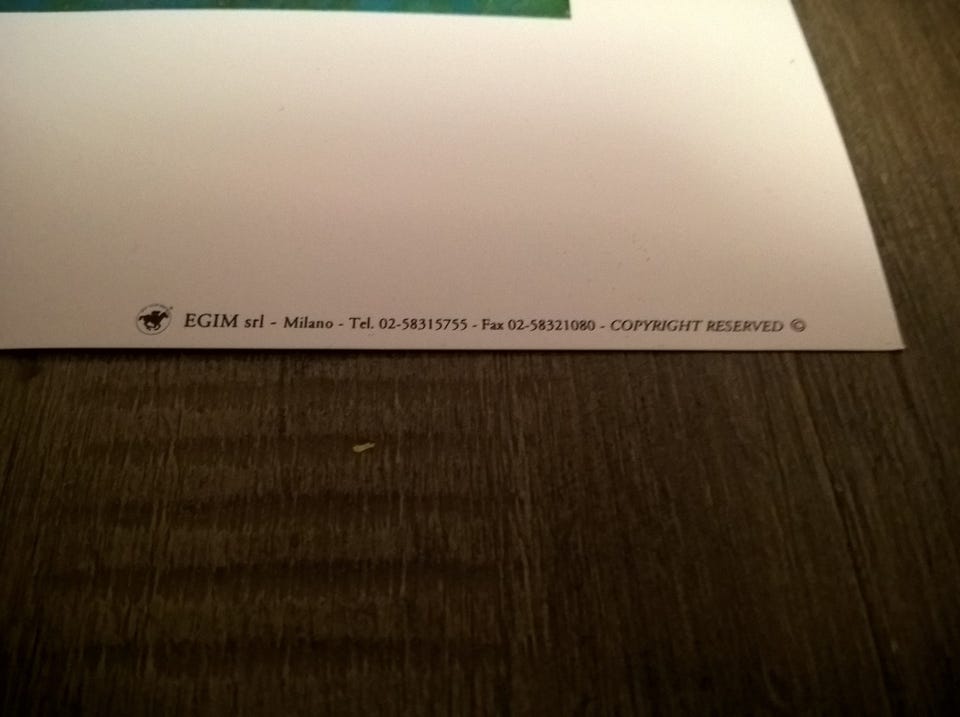 EGIM srl - Milano - Tel. 02-58315755 - Fax 02-58321080 - COPYRIGHT RESERVED ©